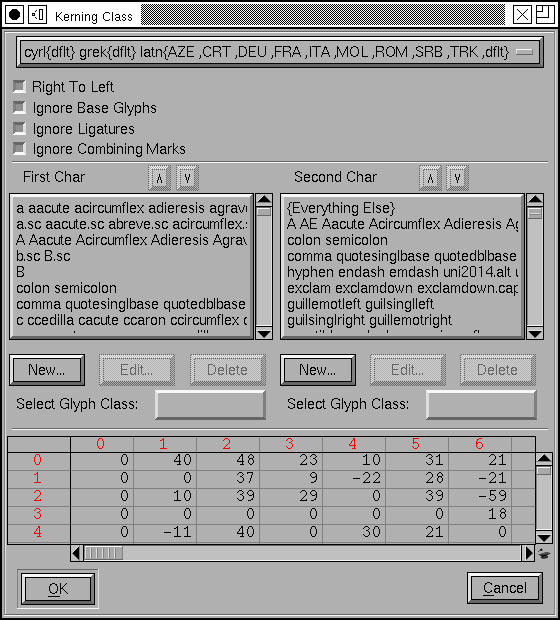 Kerning Class
cyrl{dflt} grek{dflt} latn{AZE ,CRT ,DEU ,FRA ,ITA ,MOL ,ROM ,SRB ,TRK ,dflt}
Right To Left
Ignore Base Glyphs
Ignore Ligatures
Ignore Combining Marks
First Char
Second Char
a aacute acircumflex adieresis agrave
a.sc aacute.sc abreve.sc acircumflex.s
A Aacute Acircumflex Adieresis Agrav
b.sc B.sc
B
colon semicolon
comma quotesinglbase quotedblbase
c ccedilla cacute ccaron ccircumflex c
{Everything Else}
A AE Aacute Acircumflex Adieresis Ag
colon semicolon
comma quotesinglbase quotedblbase
hyphen endash emdash uni2014.alt u
exclam exclamdown exclamdown.cap
guillemotleft guilsinglleft
guilsinglright guillemotright
New... Edit... Delete New... Edit... Delete
Select Glyph Class: Select Glyph Class:
0 1 2 3 4 5 6
0 0 40 48 23 10 31 21
1 0 0 37 9 -22 28 -21
2 0 10 39 29 0 39 -59
3 0 0 0 0 0 0 18
4 0 -11 40 0 30 21 0
OK Cancel